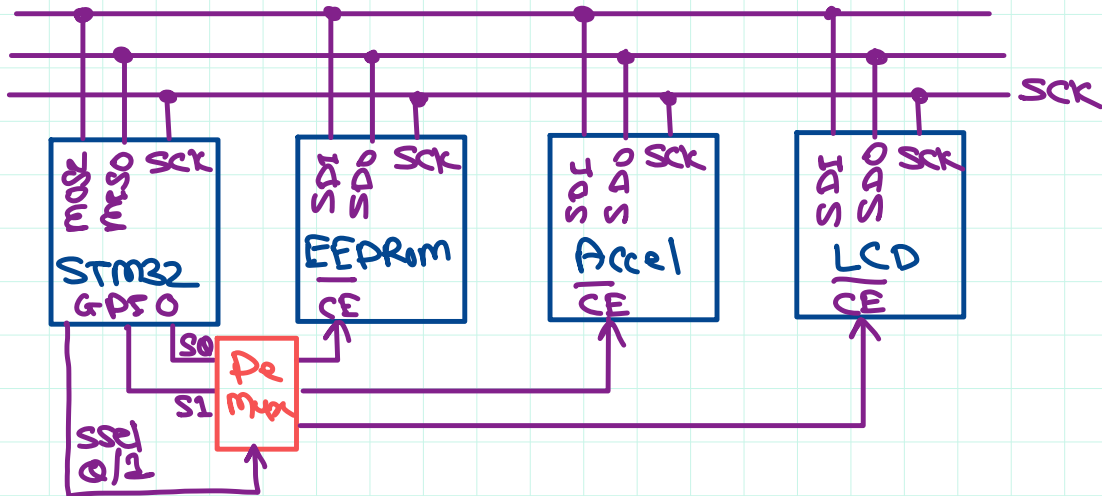 SCK
MOSI MISO SCK
SDI SDO SCK
SDI SDO SCK
SDI SDO SCK
STM32
EEPROM
Accel
LCD
GPIO
CE
CE
CE
S0
S1
De
Mux
SSel
0/1